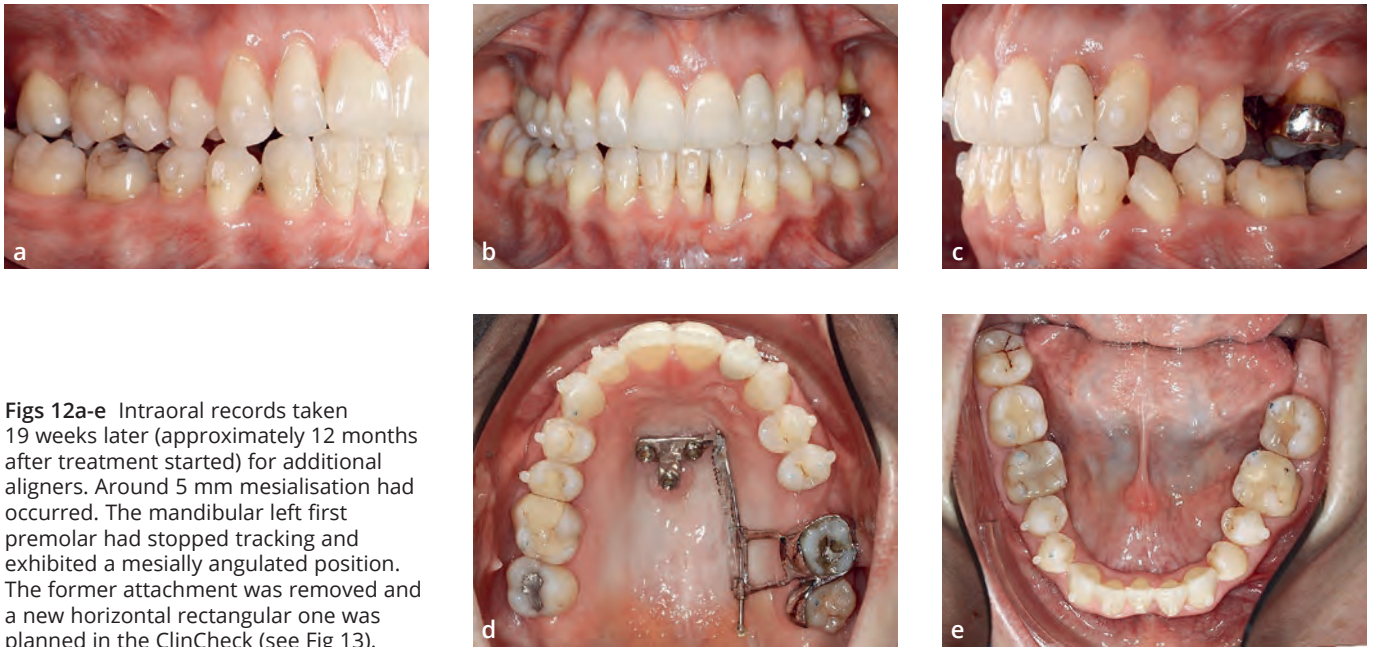 a
b
c
d
e
Figs 12a-e Intraoral records taken
19 weeks later (approximately 12 months
after treatment started) for additional
aligners. Around 5 mm mesialisation had
occurred. The mandibular left first
premolar had stopped tracking and
exhibited a mesially angulated position.
The former attachment was removed and
a new horizontal rectangular one was
planned in the ClinCheck (see Fig 13).